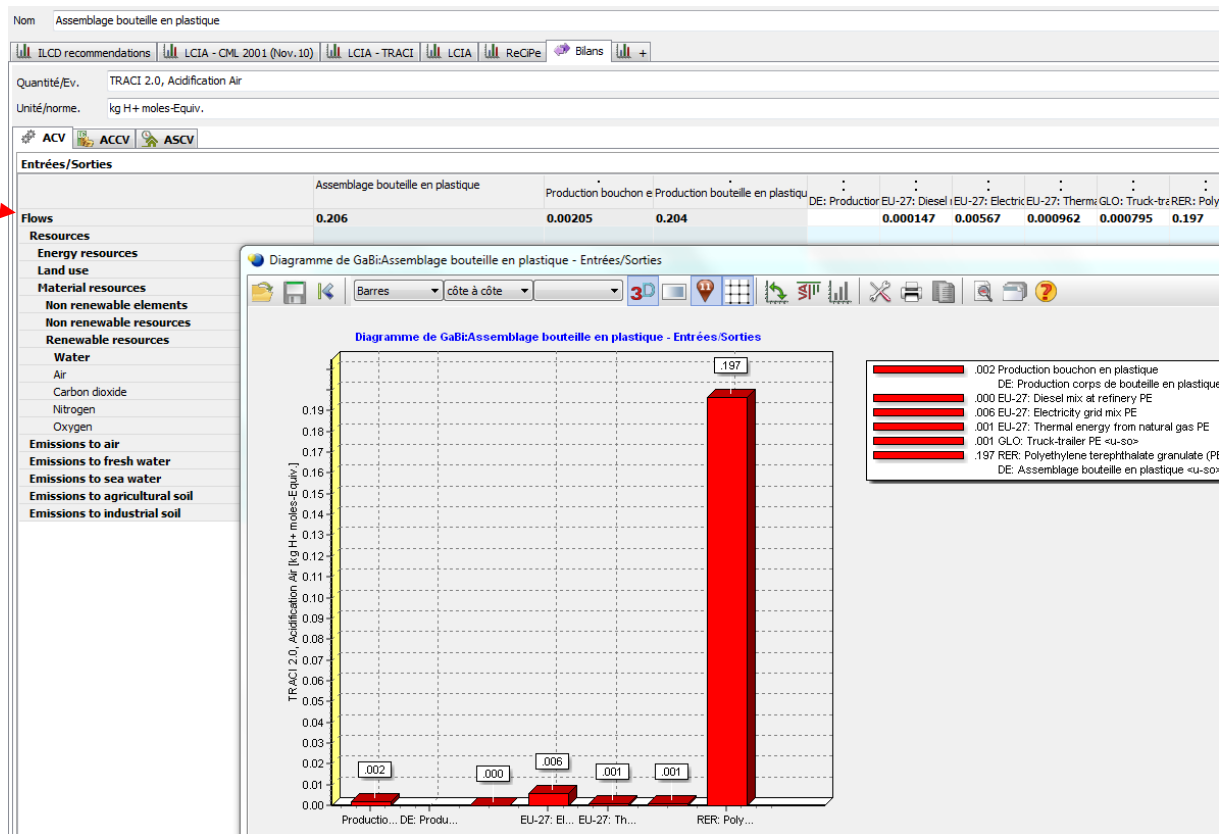 Nom Assemblage bouteille en plastique
ILCD recommendations LCIA - CML 2001 (Nov. 10) LCIA - TRACI LCIA ReCiPe Bilans +
Quantité/Ev. TRACI 2.0, Acidification Air
Unité/norme. kg H+ moles-Equiv.
ACV ACCV ASCV
Entrées/Sorties
Assemblage bouteille en plastique Production bouchon e Production bouteille en plastiqu DE: Production EU-27: Diesel EU-27: Electric EU-27: Therma GLO: Truck-tra RER: Poly
Flows 0.206 0.00205 0.204 0.000147 0.00567 0.000962 0.000795 0.197
Resources
Energy resources
Land use
Material resources
Non renewable elements
Non renewable resources
Renewable resources
Water
Air
Carbon dioxide
Nitrogen
Oxygen
Emissions to air
Emissions to fresh water
Emissions to sea water
Emissions to agricultural soil
Emissions to industrial soil
Diagramme de GaBi:Assemblage bouteille en plastique - Entrées/Sorties
Barres côte à côte 3D 11 ?
Diagramme de GaBi:Assemblage bouteille en plastique - Entrées/Sorties
TRACI 2.0, Acidification Air [kg H+ moles-Equiv.]
0.19
0.18
0.17
0.16
0.15
0.14
0.13
0.12
0.11
0.10
0.09
0.08
0.07
0.06
0.05
0.04
0.03
0.02
0.01
0.00
.002 .000 .006 .001 .001 .197
Productio... DE: Produ... EU-27: El... EU-27: Th... RER: Poly...
.002 Production bouchon en plastique
DE: Production corps de bouteille en plastique
.000 EU-27: Diesel mix at refinery PE
.006 EU-27: Electricity grid mix PE
.001 EU-27: Thermal energy from natural gas PE
.001 GLO: Truck-trailer PE <u-so>
.197 RER: Polyethylene terephthalate granulate (PE
DE: Assemblage bouteille en plastique <u-so>